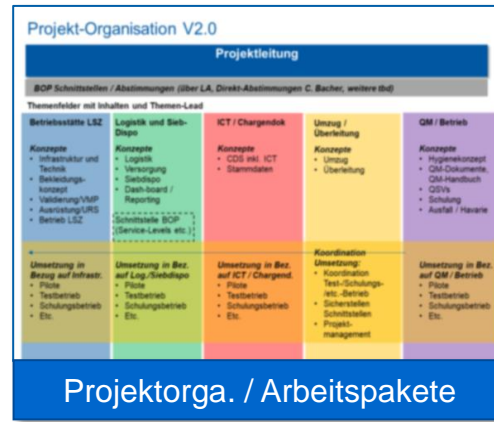 Projekt-Organisation V2.0
Projektleitung
BOP Schnittstellen / Abstimmungen (über LA, Direkt-Abstimmungen C. Bacher, weitere tbd)
Themenfelder mit Inhalten und Themen-Lead
Betriebsstätte LSZ
Konzepte
• Infrastruktur und
Technik
• Bekleidungs-
konzept
• Validierung/VMP
• Ausrüstung/URS
• Betrieb LSZ
Umsetzung in
Bezug auf Infrastr.
• Pilote
• Testbetrieb
• Schulungsbetrieb
• Etc.
Logistik und Sieb-
Dispo
Konzepte
• Logistik
• Versorgung
• Siebdispo
• Dash-board /
Reporting
Schnittstelle BOP
(Service-Levels etc.)
Umsetzung in Bez.
auf Log./Siebdispo
• Pilote
• Testbetrieb
• Schulungsbetrieb
• Etc.
ICT / Chargendok
Konzepte
• CDS inkl. ICT
• Stammdaten
Umsetzung in Bez.
auf ICT / Chargend.
• Pilote
• Testbetrieb
• Schulungsbetrieb
• Etc.
Umzug /
Überleitung
Konzepte
• Umzug
• Überleitung
Koordination
Umsetzung:
• Koordination
Test-/Schulungs-
/etc.-Betrieb
• Sicherstellen
Schnittstellen
• Projekt-
management
QM / Betrieb
Konzepte
• Hygienekonzept
• QM-Dokumente,
QM-Handbuch
• QSVs
• Schulung
• Ausfall / Havarie
Umsetzung in Bez.
auf QM / Betrieb
• Pilote
• Testbetrieb
• Schulungsbetrieb
• Etc.
Projektorga. / Arbeitspakete